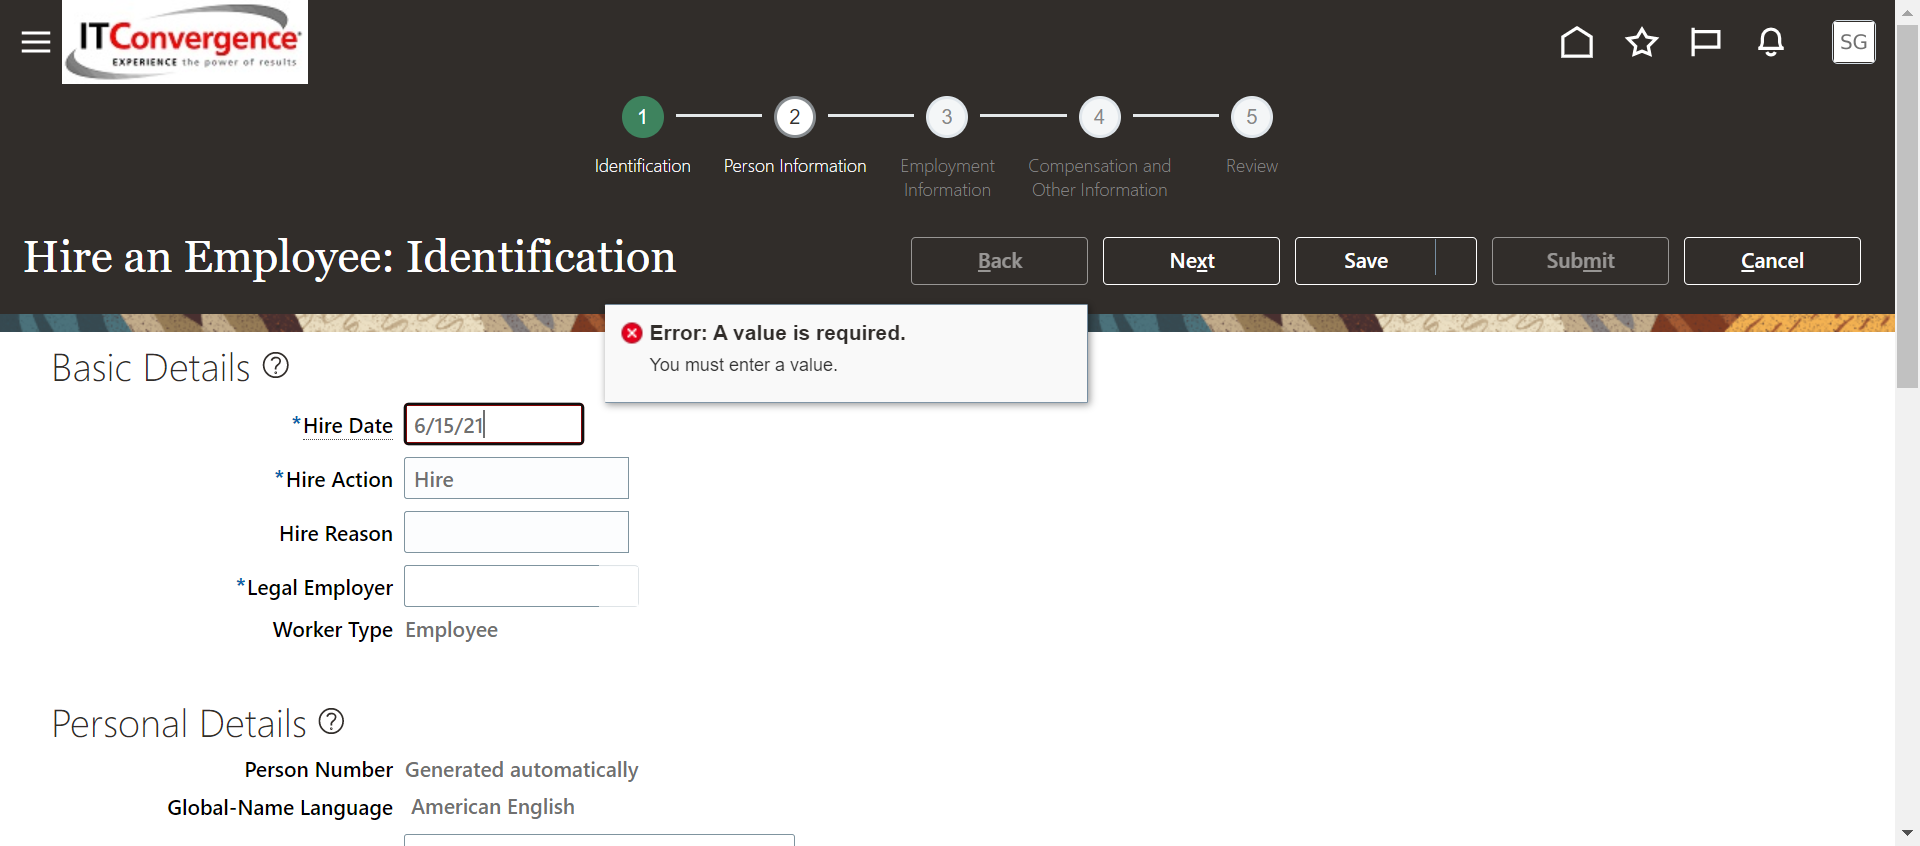 ITConvergence
EXPERIENCE the power of results
SG
1
2
3
4
5
Identification
Person Information
Employment Information
Compensation and Other Information
Review
Hire an Employee: Identification
Back
Next
Save
Submit
Cancel
Error: A value is required.
You must enter a value.
Basic Details ?
*Hire Date 6/15/21
*Hire Action Hire
Hire Reason
*Legal Employer
Worker Type Employee
Personal Details ?
Person Number Generated automatically
Global-Name Language American English